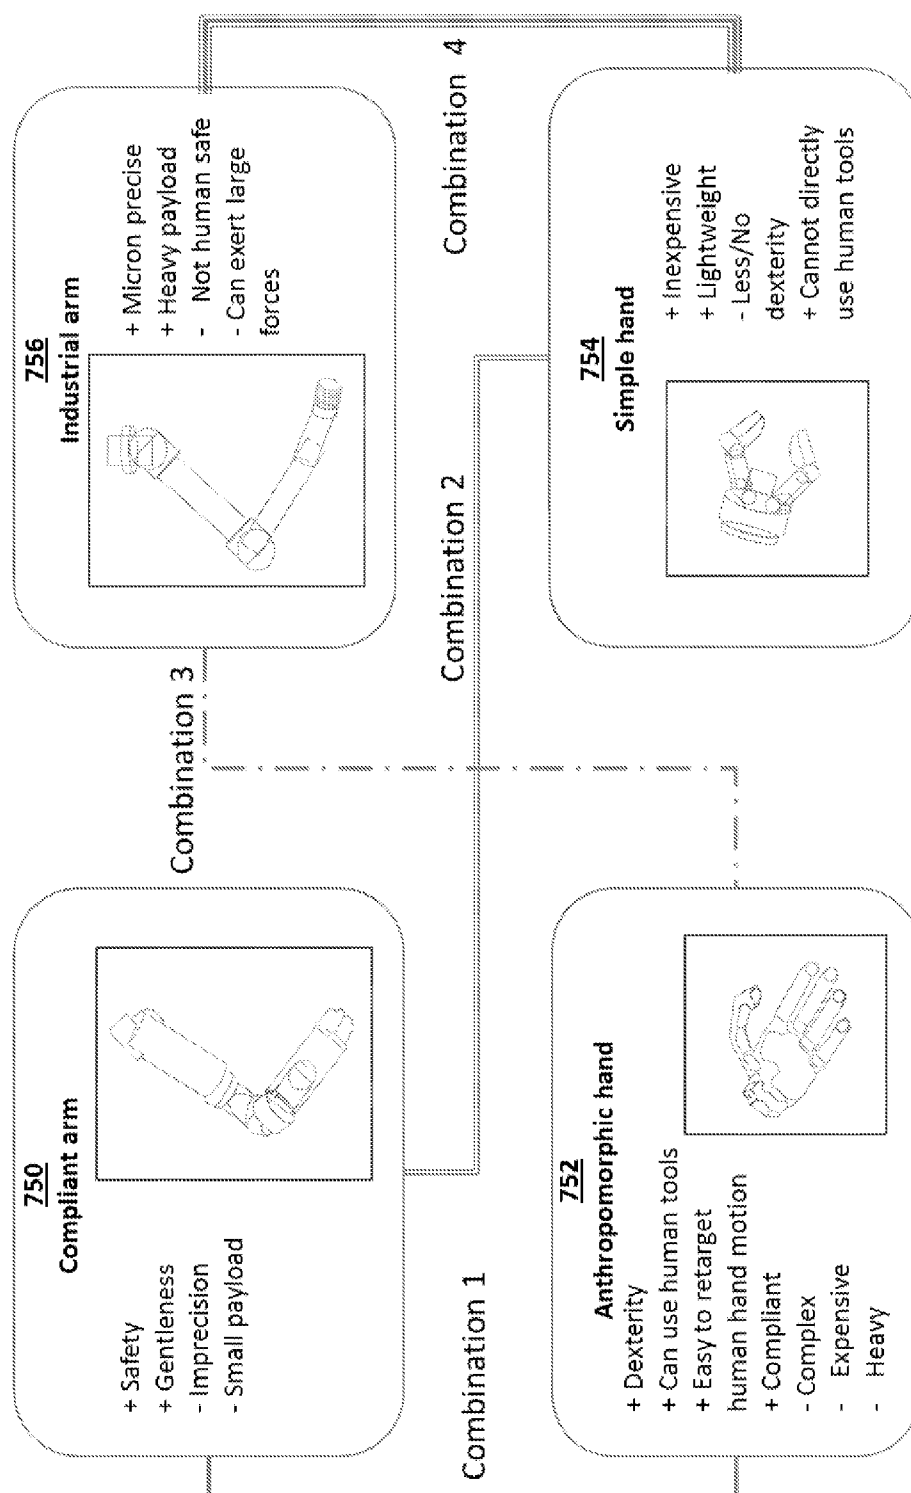 750
Compliant arm
+ Safety
+ Gentleness
- Imprecision
- Small payload
Combination 3
756
Industrial arm
+ Micron precise
+ Heavy payload
- Not human safe
- Can exert large
forces
Combination 1
Combination 2
Combination 4
752
Anthropomorphic hand
+ Dexterity
+ Can use human tools
+ Easy to retarget
human hand motion
+ Compliant
- Complex
- Expensive
- Heavy
754
Simple hand
+ Inexpensive
+ Lightweight
- Less/No
dexterity
+ Cannot directly
use human tools